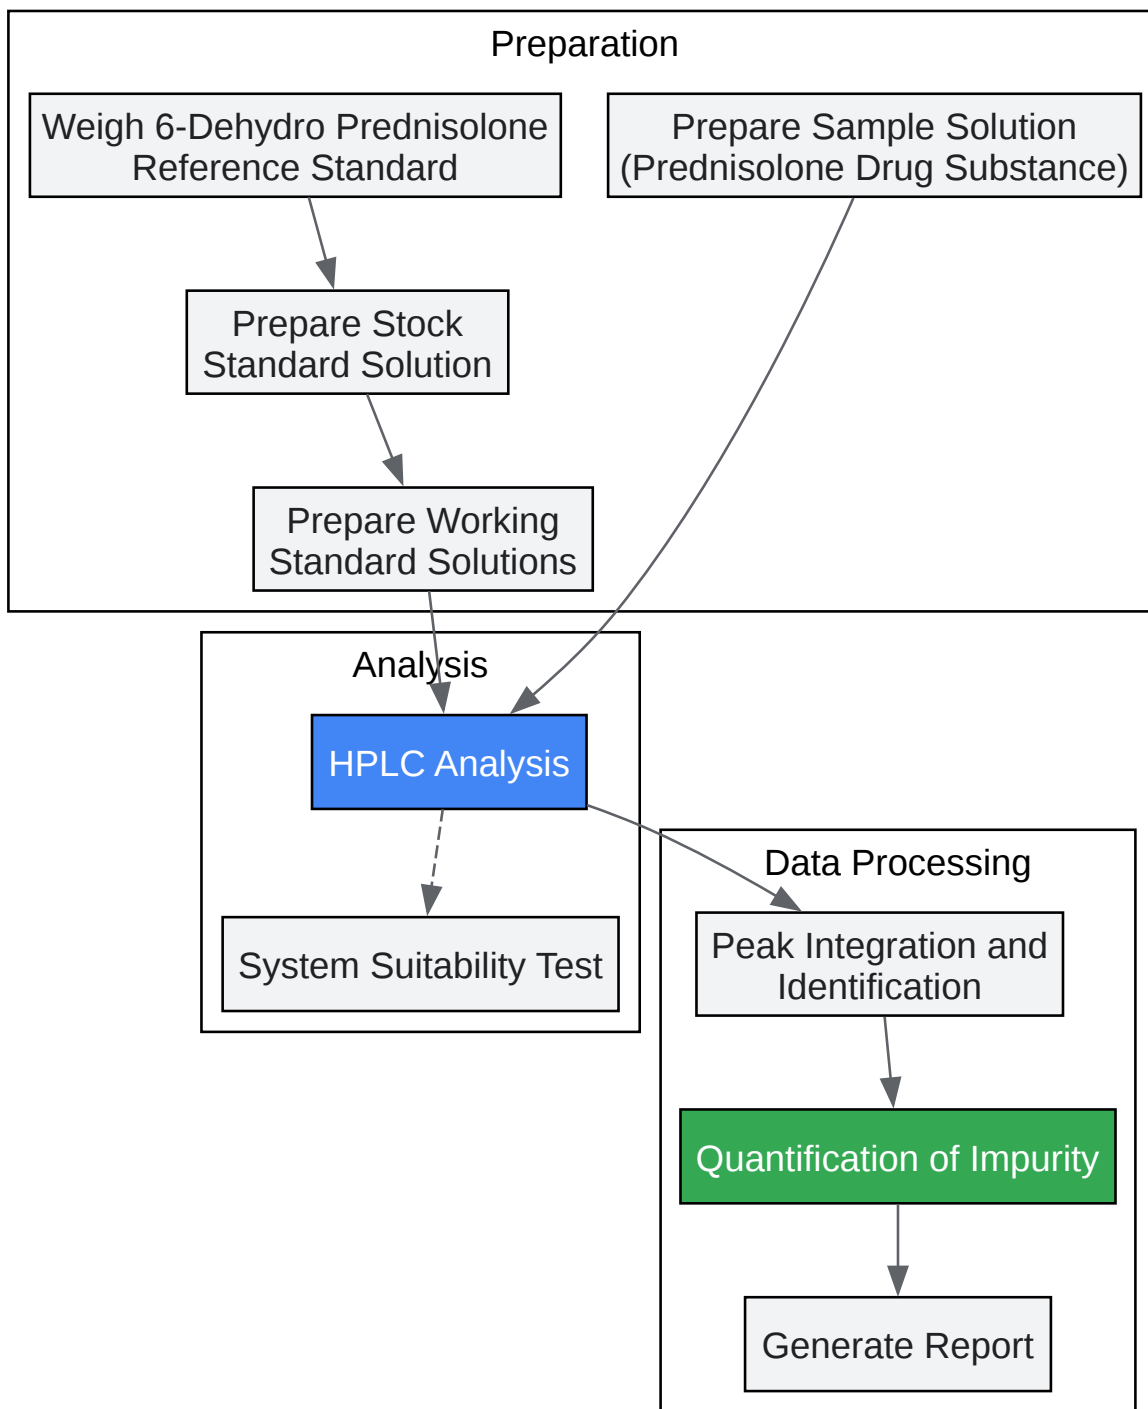 Preparation
Weigh 6-Dehydro Prednisolone
Reference Standard
Prepare Sample Solution
(Prednisolone Drug Substance)
Prepare Stock
Standard Solution
Prepare Working
Standard Solutions
Analysis
HPLC Analysis
System Suitability Test
Data Processing
Peak Integration and
Identification
Quantification of Impurity
Generate Report